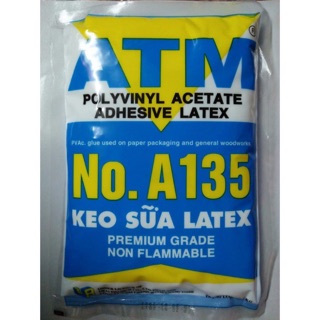 ATM
POLYVINYL ACETATE
ADHESIVE LATEX
PVAc. glue used on paper packaging and general woodworks
No. A135
KEO SỮA LATEX
PREMIUM GRADE
NON FLAMMABLE